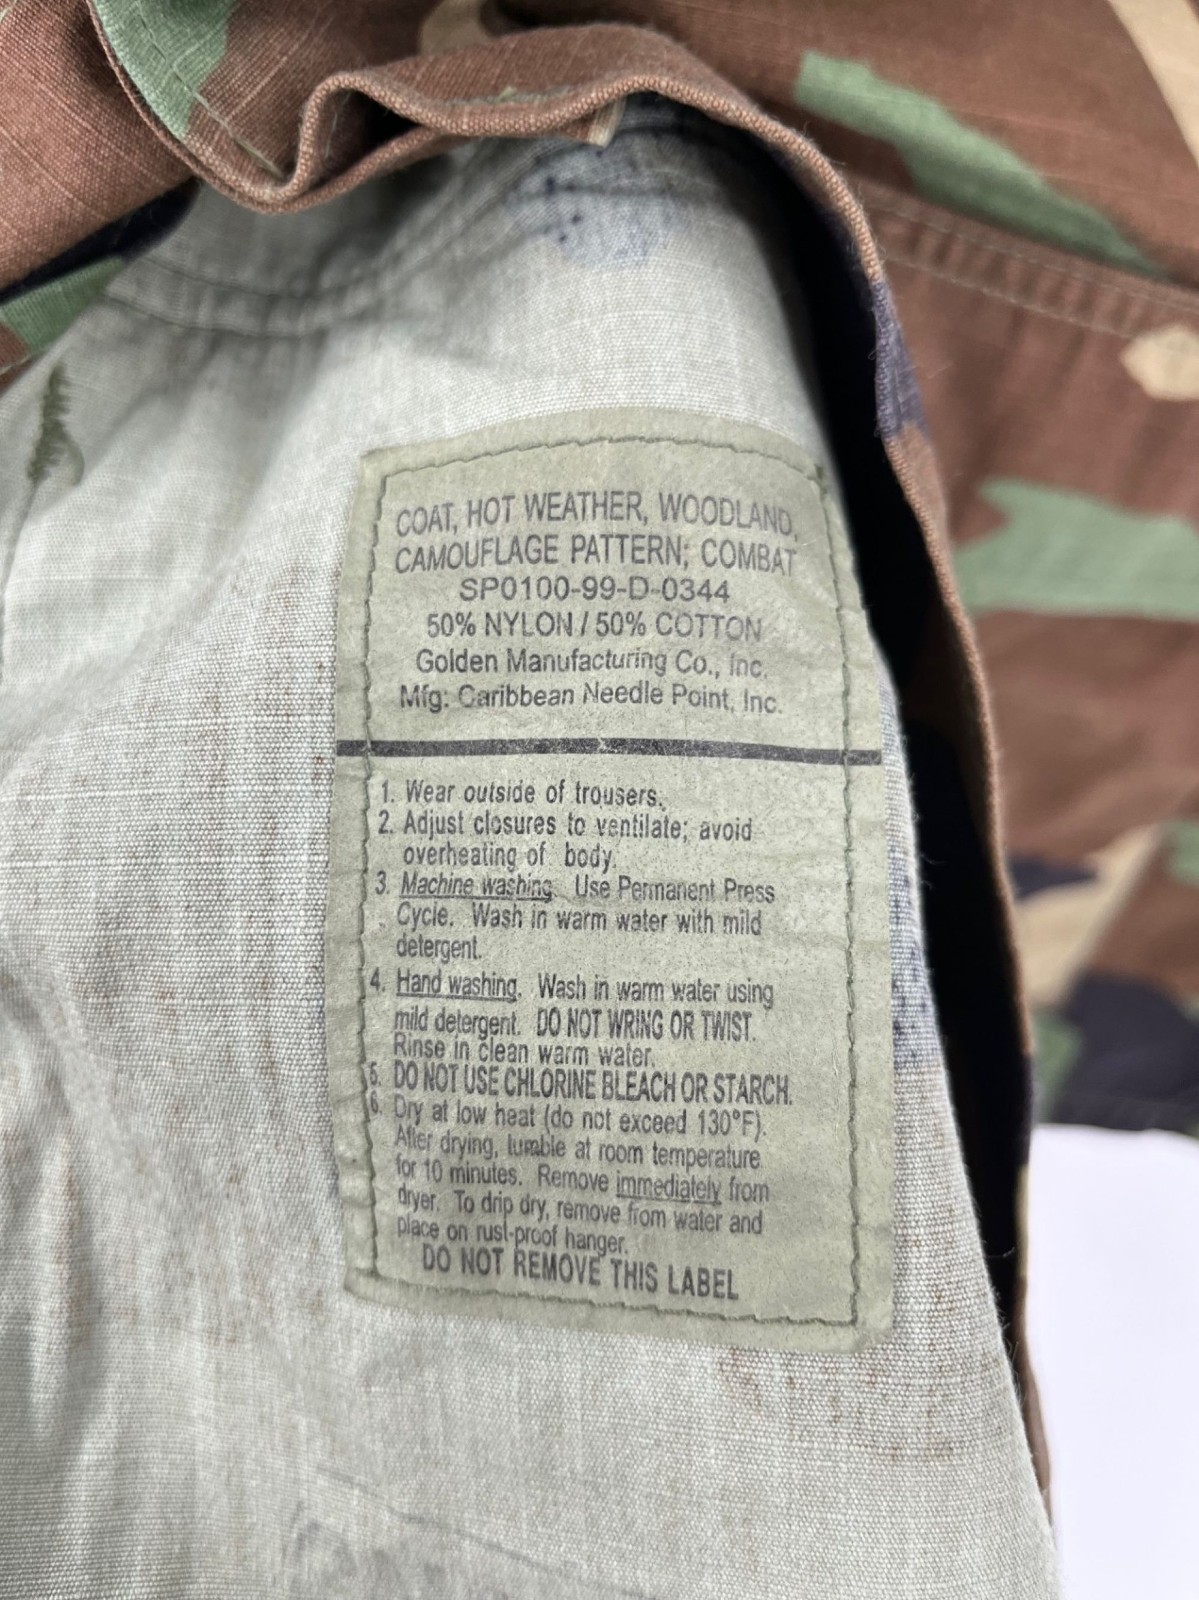 COAT, HOT WEATHER, WOODLAND,
CAMOUFLAGE PATTERN; COMBAT
SP0100-99-D-0344
50% NYLON / 50% COTTON
Golden Manufacturing Co., Inc.
Mfg: Caribbean Needle Point, Inc.
1. Wear outside of trousers.
2. Adjust closures to ventilate; avoid
overheating of body.
3. Machine washing. Use Permanent Press
Cycle. Wash in warm water with mild
detergent.
4. Hand washing. Wash in warm water using
mild detergent. DO NOT WRING OR TWIST.
Rinse in clean warm water.
5. DO NOT USE CHLORINE BLEACH OR STARCH.
6. Dry at low heat (do not exceed 130°F).
After drying, tumble at room temperature
for 10 minutes. Remove immediately from
dryer. To drip dry, remove from water and
place on rust-proof hanger.
DO NOT REMOVE THIS LABEL